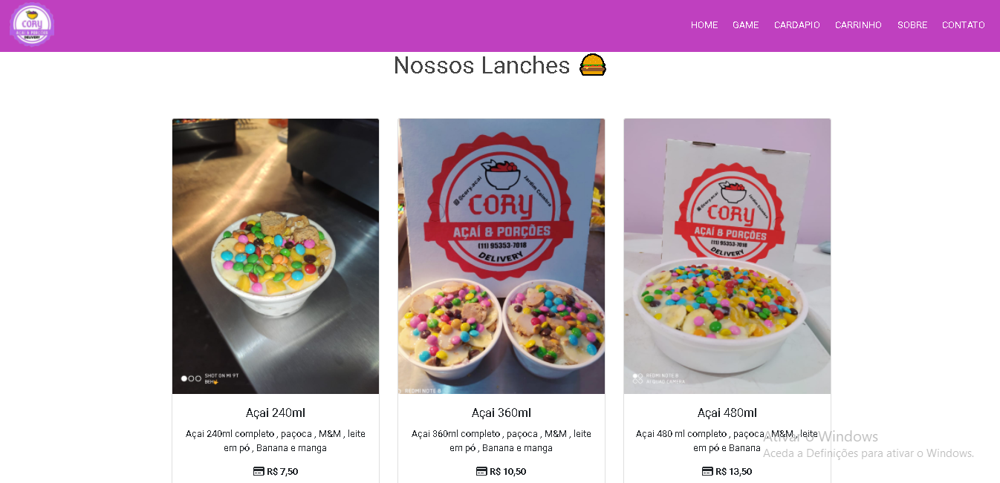 CORY
AÇAÍ & PORÇÕES
DELIVERY
HOME GAME CARDAPIO CARRINHO SOBRE CONTATO
Nossos Lanches
@cory.acai Jardim Coimbra
CORY
AÇAÍ & PORÇÕES
(11) 95353-7018
DELIVERY
@cory.acai Jardim Coimbra
CORY
AÇAÍ & PORÇÕES
(11) 95353-7018
DELIVERY
SHOT ON MI 9T
REDMI NOTE 8
REDMI NOTE 8
AI QUAD CAMERA
Açai 240ml
Açai 240ml completo , paçoca , M&M , leite
em pó , Banana e manga
R$ 7,50
Açai 360ml
Açai 360ml completo , paçoca , M&M , leite
em pó , Banana e manga
R$ 10,50
Açai 480ml
Açai 480 ml completo , paçoca , M&M , leite
em pó e Banana
R$ 13,50
Ativar o Windows
Aceda a Definições para ativar o Windows.